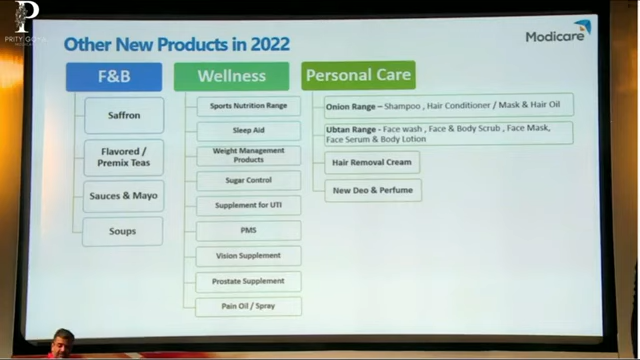 P
PRITY GOYAL
Other New Products in 2022
Modicare
F&B
Saffron
Flavored /
Premix Teas
Sauces & Mayo
Soups
Wellness
Sports Nutrition Range
Sleep Aid
Weight Management
Products
Sugar Control
Supplement for UTI
PMS
Vision Supplement
Prostate Supplement
Pain Oil / Spray
Personal Care
Onion Range - Shampoo , Hair Conditioner / Mask & Hair Oil
Ubtan Range - Face wash , Face & Body Scrub , Face Mask,
Face Serum & Body Lotion
Hair Removal Cream
New Deo & Perfume